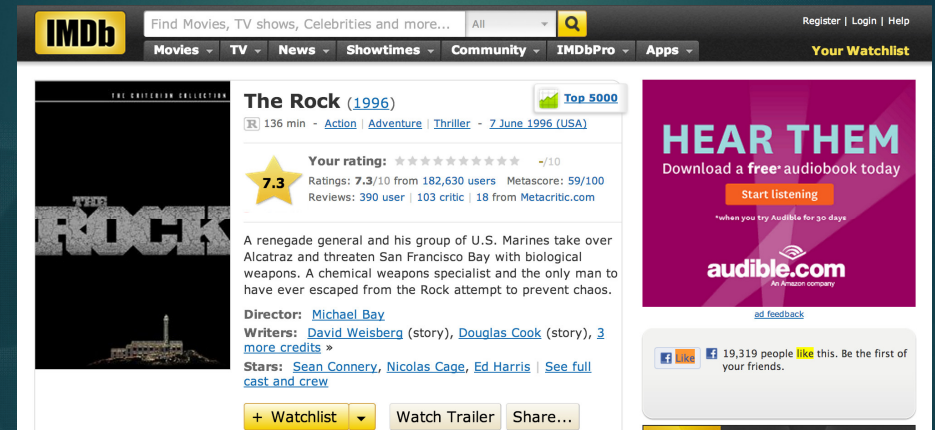 IMDb
Find Movies, TV shows, Celebrities and more...
All
Register | Login | Help
Movies
TV
News
Showtimes
Community
IMDbPro
Apps
Your Watchlist
THE CRITERION COLLECTION
THE
ROCK
The Rock (1996)
Top 5000
R 136 min - Action | Adventure | Thriller - 7 June 1996 (USA)
7.3
Your rating: -/10
Ratings: 7.3/10 from 182,630 users Metascore: 59/100
Reviews: 390 user | 103 critic | 18 from Metacritic.com
A renegade general and his group of U.S. Marines take over
Alcatraz and threaten San Francisco Bay with biological
weapons. A chemical weapons specialist and the only man to
have ever escaped from the Rock attempt to prevent chaos.
Director: Michael Bay
Writers: David Weisberg (story), Douglas Cook (story), 3
more credits »
Stars: Sean Connery, Nicolas Cage, Ed Harris | See full
cast and crew
+ Watchlist
Watch Trailer
Share...
HEAR THEM
Download a free* audiobook today
Start listening
*when you try Audible for 30 days
audible.com
An Amazon company
ad feedback
f Like
f 19,319 people like this. Be the first of
your friends.